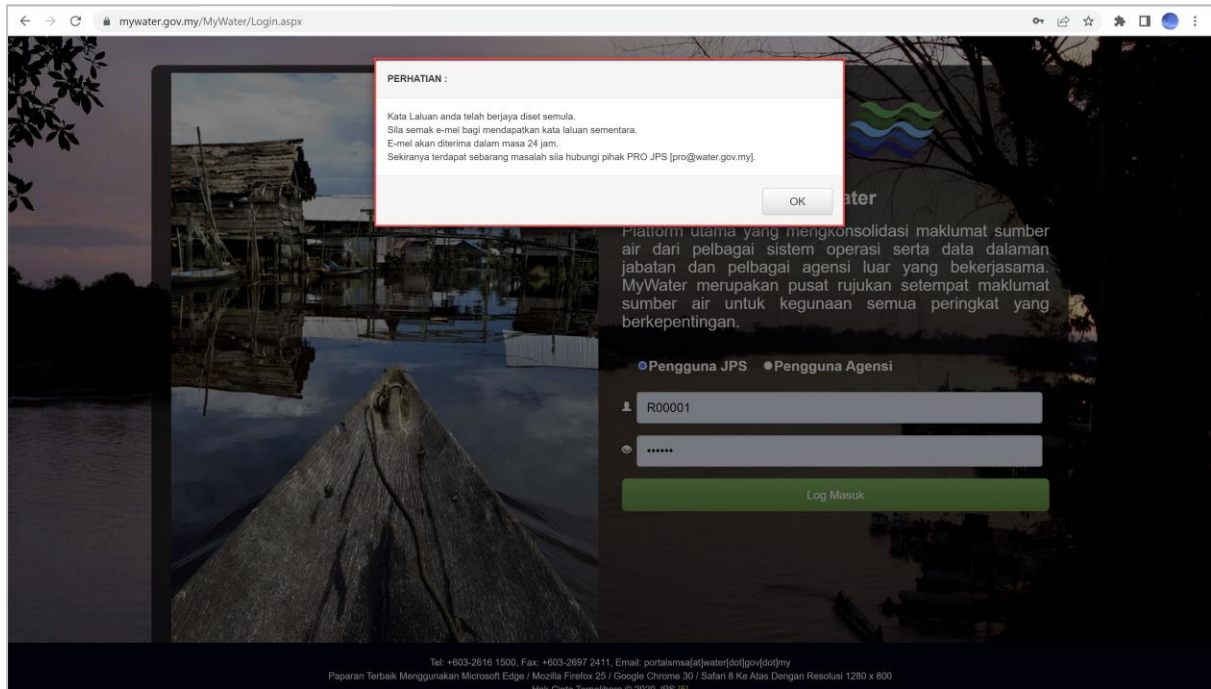 mywater.gov.my/MyWater/Login.aspx
PERHATIAN :
Kata Laluan anda telah berjaya diset semula.
Sila semak e-mel bagi mendapatkan kata laluan sementara.
E-mel akan diterima dalam masa 24 jam.
Sekiranya terdapat sebarang masalah sila hubungi pihak PRO JPS [pro@water.gov.my].
OK
ater
Platform utama yang mengkonsolidasi maklumat sumber
air dari pelbagai sistem operasi serta data dalaman
jabatan dan pelbagai agensi luar yang bekerjasama.
MyWater merupakan pusat rujukan setempat maklumat
sumber air untuk kegunaan semua peringkat yang
berkepentingan.
Pengguna JPS Pengguna Agensi
R00001
••••••
Log Masuk
Tel: +603-2616 1500, Fax: +603-2697 2411, Email: portalsmsa[at]water[dot]gov[dot]my
Paparan Terbaik Menggunakan Microsoft Edge / Mozilla Firefox 25 / Google Chrome 30 / Safari 8 Ke Atas Dengan Resolusi 1280 x 800
Hak Cipta Terpelihara © 2020 JPS